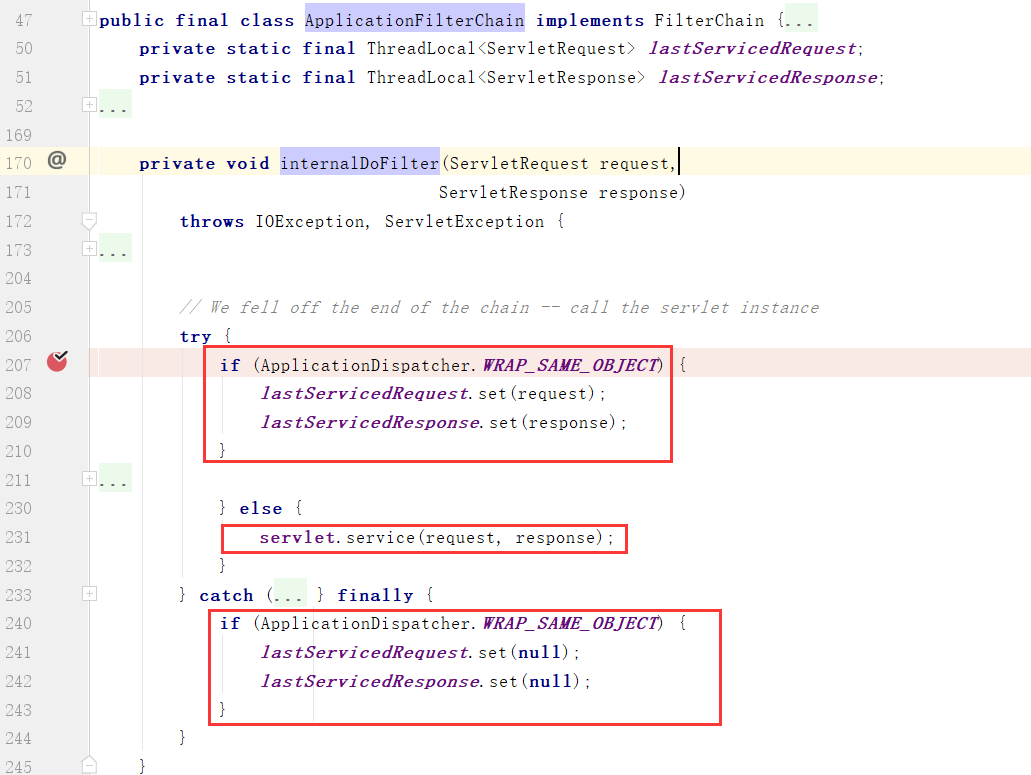 47 public final class ApplicationFilterChain implements FilterChain {...
50 private static final ThreadLocal<ServletRequest> lastServicedRequest;
51 private static final ThreadLocal<ServletResponse> lastServicedResponse;
52 ...
169
170 @ private void internalDoFilter(ServletRequest request,
171 ServletResponse response)
172 throws IOException, ServletException {
173 ...
204
205 // We fell off the end of the chain -- call the servlet instance
206 try {
207 if (ApplicationDispatcher.WRAP_SAME_OBJECT) {
208 lastServicedRequest.set(request);
209 lastServicedResponse.set(response);
210 }
211 ...
230 } else {
231 servlet.service(request, response);
232 }
233 } catch (... } finally {
240 if (ApplicationDispatcher.WRAP_SAME_OBJECT) {
241 lastServicedRequest.set(null);
242 lastServicedResponse.set(null);
243 }
244 }
245 }